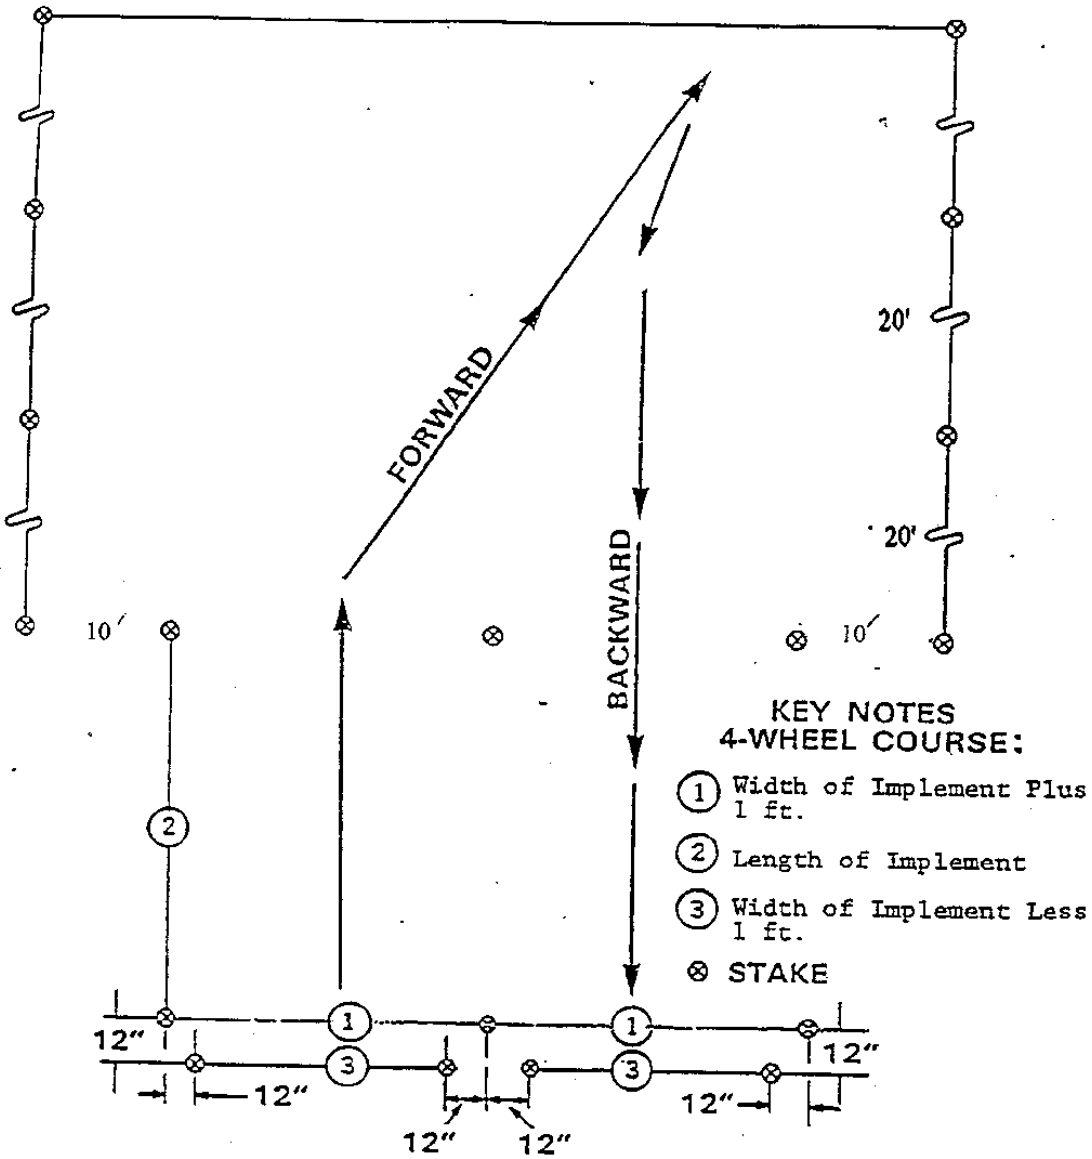 20'
FORWARD
20'
BACKWARD
10'
10'
KEY NOTES
4-WHEEL COURSE:
1 Width of Implement Plus
1 ft.
2
2 Length of Implement
3 Width of Implement Less
1 ft.
STAKE
1
1
12"
12"
3
3
12"
12"
12"
12"